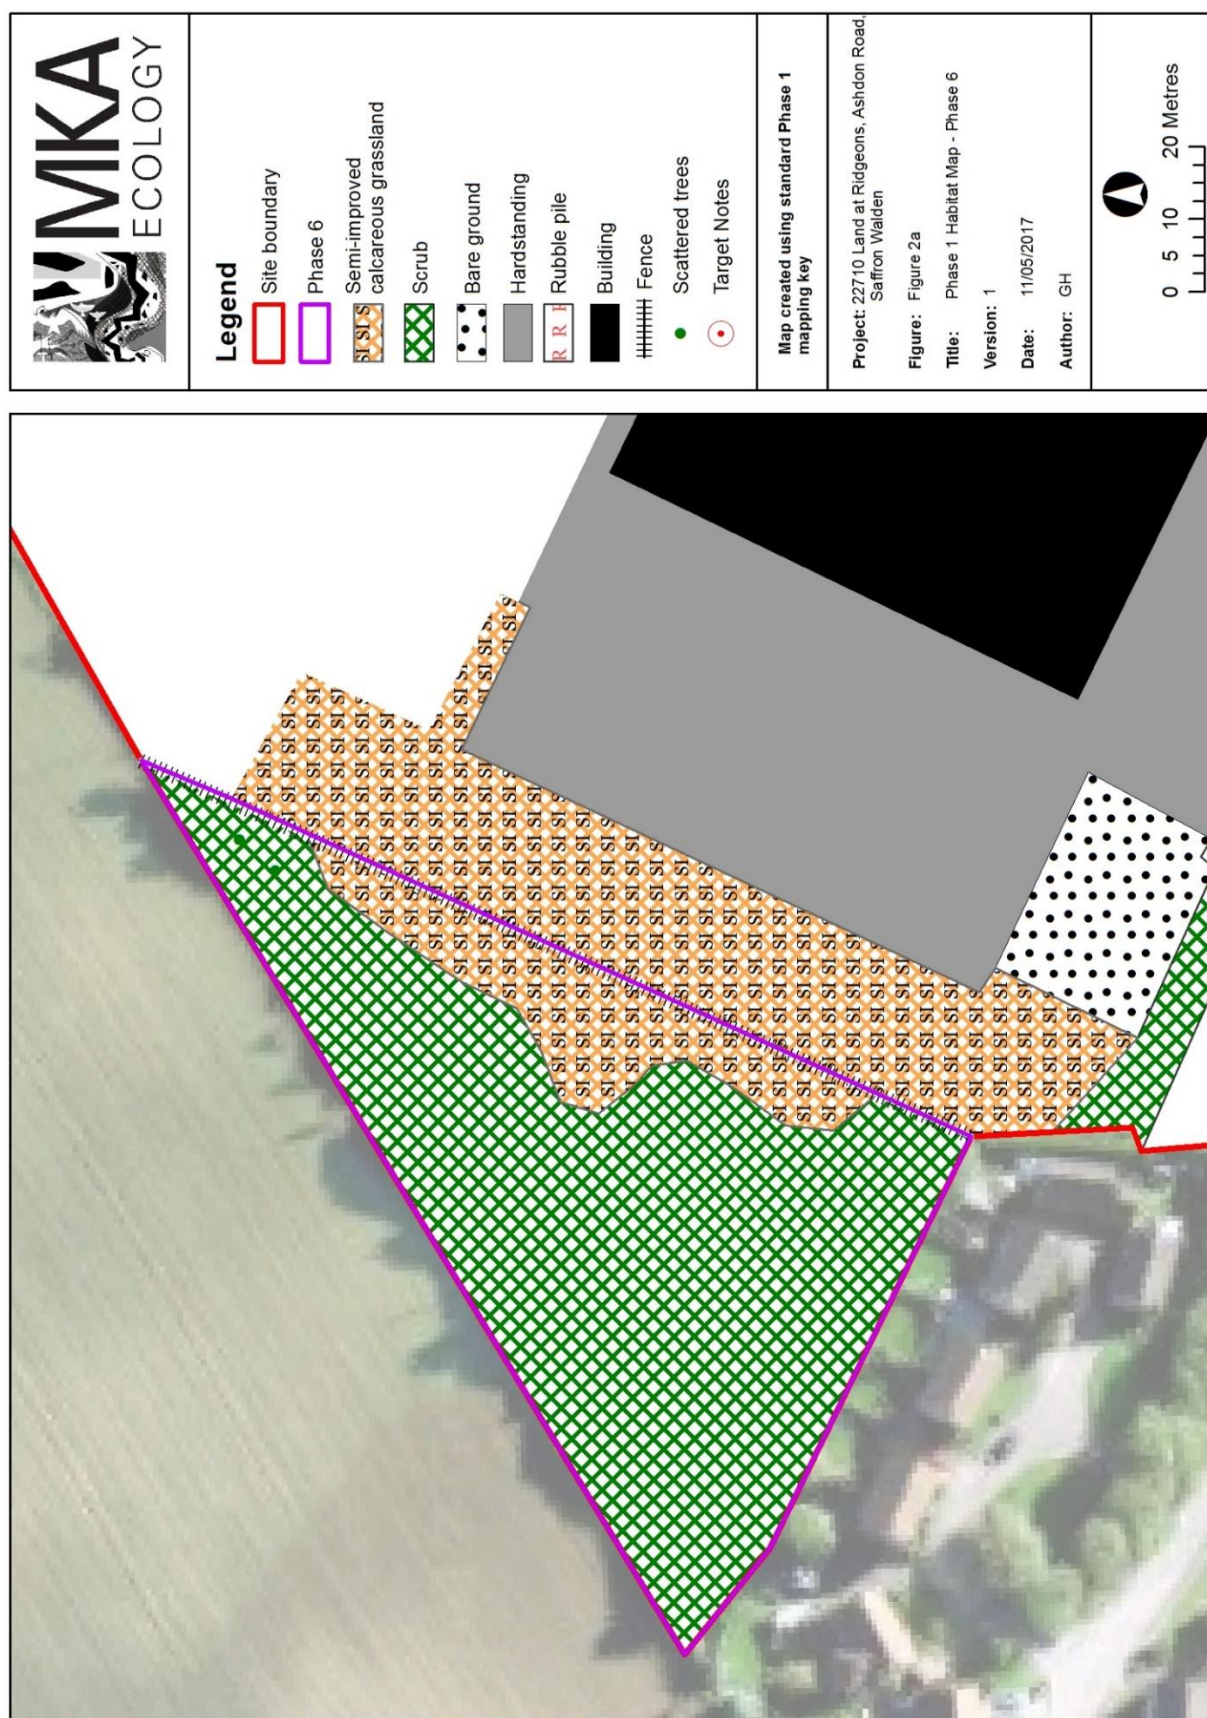 MKA
ECOLOGY
Legend
Site boundary
Phase 6
Semi-improved
calcareous grassland
Scrub
Bare ground
Hardstanding
Rubble pile
Building
Fence
Scattered trees
Target Notes
Map created using standard Phase 1
mapping key
Project: 22710 Land at Ridgeons, Ashdon Road,
Saffron Walden
Figure: Figure 2a
Title: Phase 1 Habitat Map - Phase 6
Version: 1
Date: 11/05/2017
Author: GH
0 5 10 20 Metres